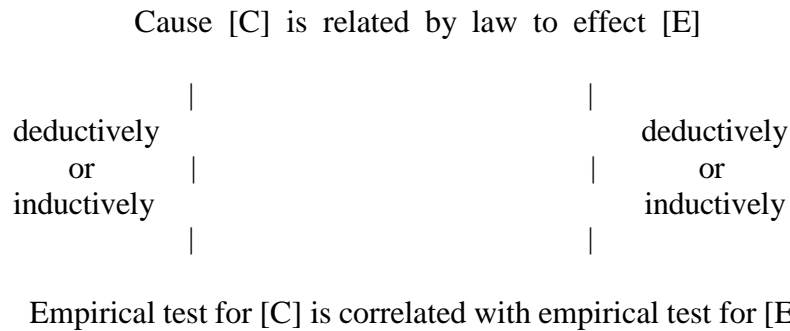 Cause [C] is related by law to effect [E]
| |
deductively deductively
or | | or
inductively inductively
| |
Empirical test for [C] is correlated with empirical test for [E